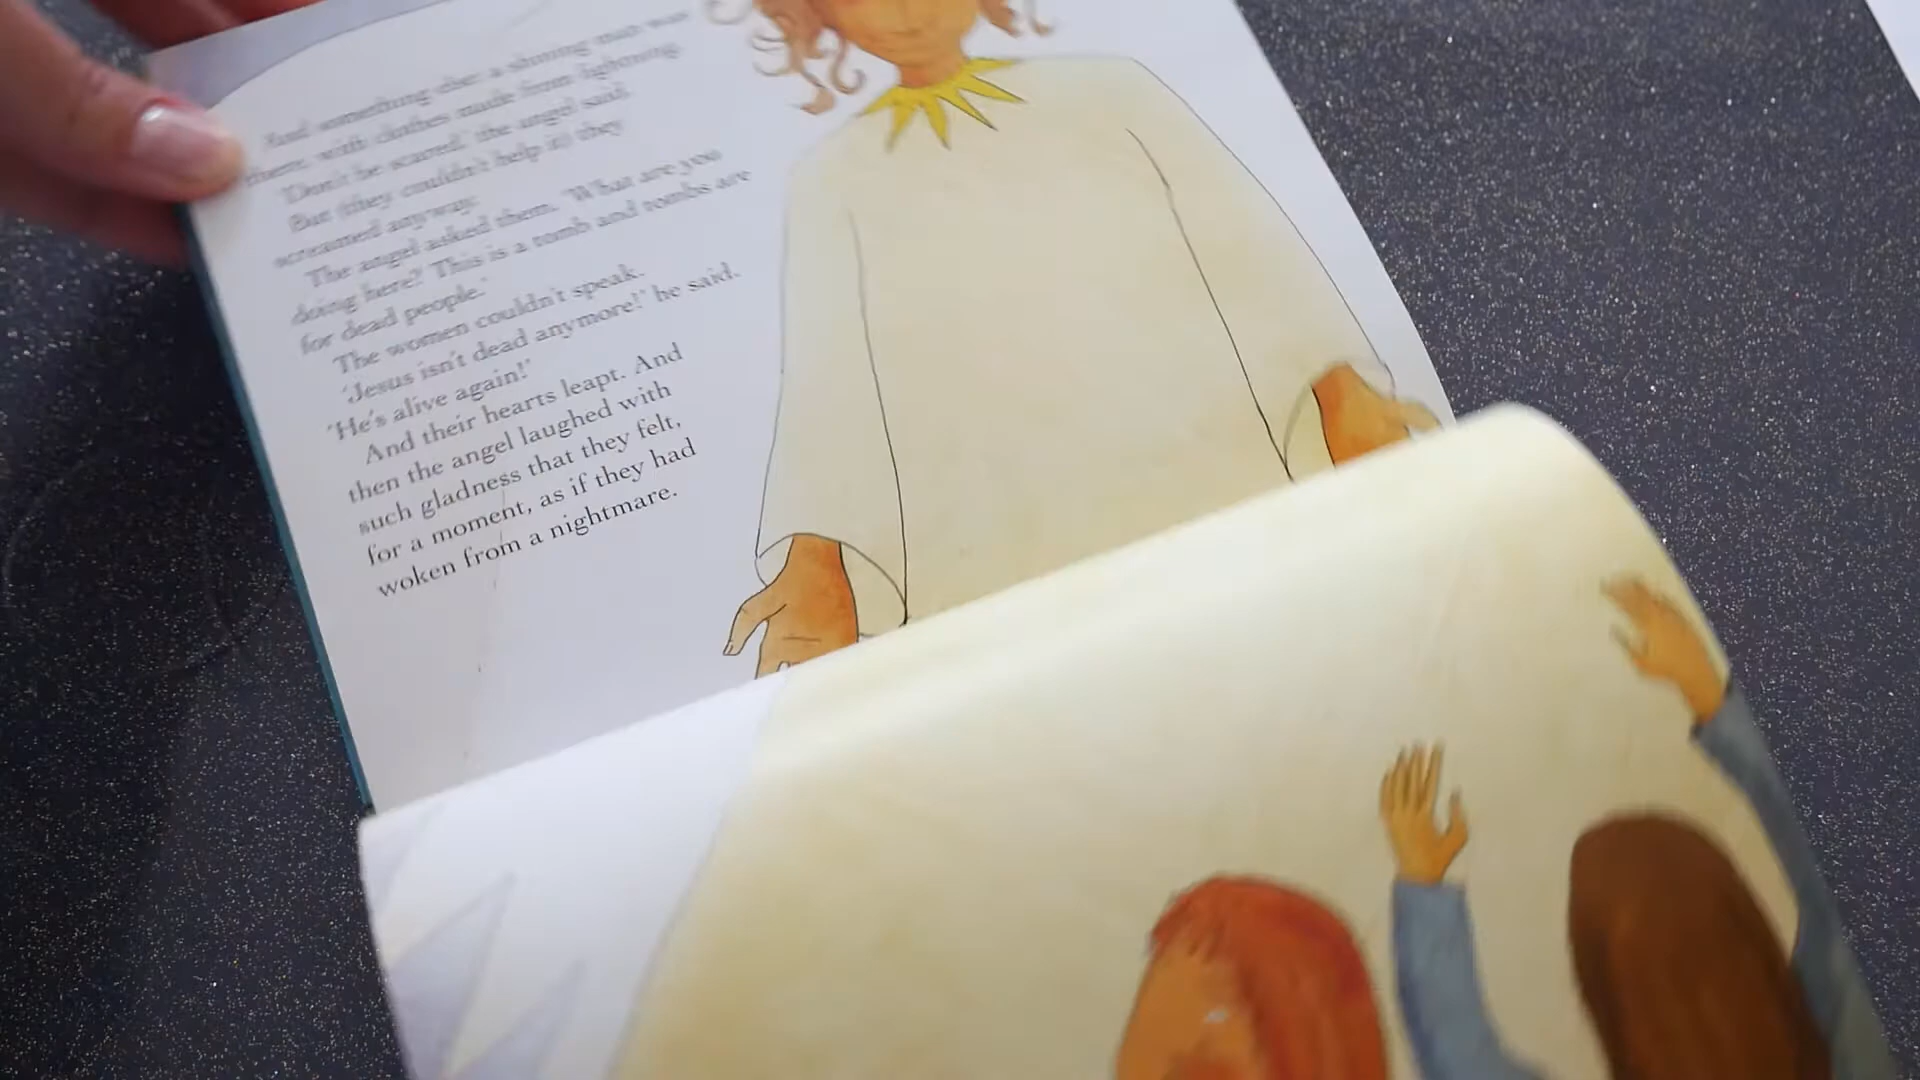 And something else: a shining man was
there, with clothes made from lightning.
'Don't be scared,' the angel said.
But (they couldn't help it) they
screamed anyway.
The angel asked them. 'What are you
doing here? This is a tomb and tombs are
for dead people.'
The women couldn't speak.
'Jesus isn't dead anymore!' he said.
'He's alive again!'
And their hearts leapt. And
then the angel laughed with
such gladness that they felt,
for a moment, as if they had
woken from a nightmare.